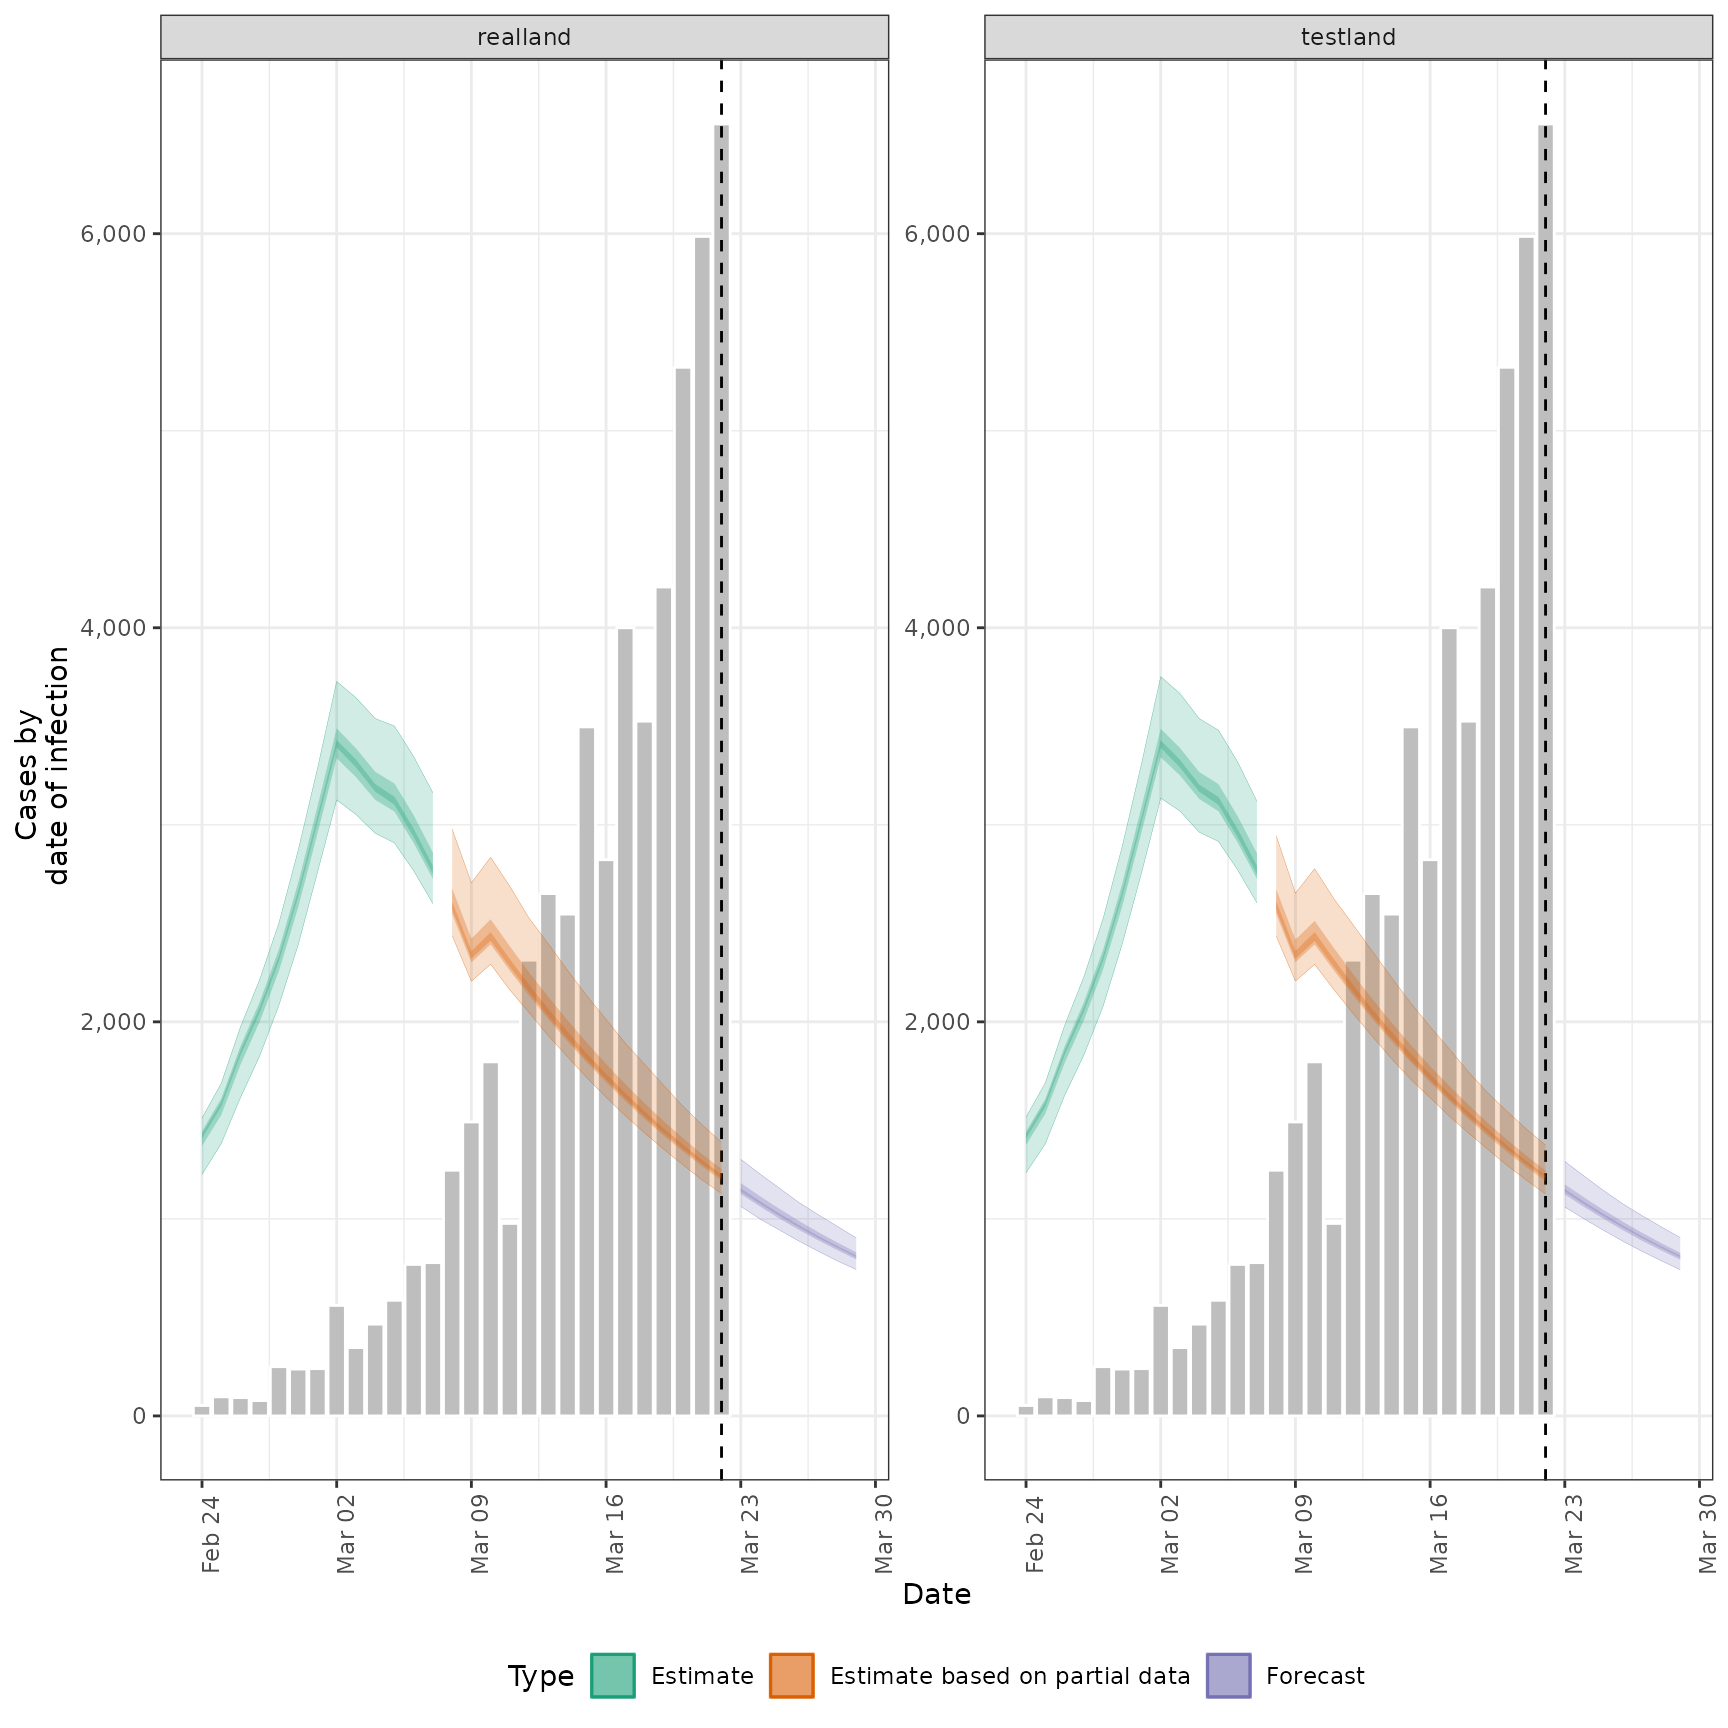 realland
testland
Cases by
date of infection
6,000
4,000
2,000
0
6,000
4,000
2,000
0
Feb 24
Mar 02
Mar 09
Mar 16
Mar 23
Mar 30
Feb 24
Mar 02
Mar 09
Mar 16
Mar 23
Mar 30
Date
Type Estimate Estimate based on partial data Forecast